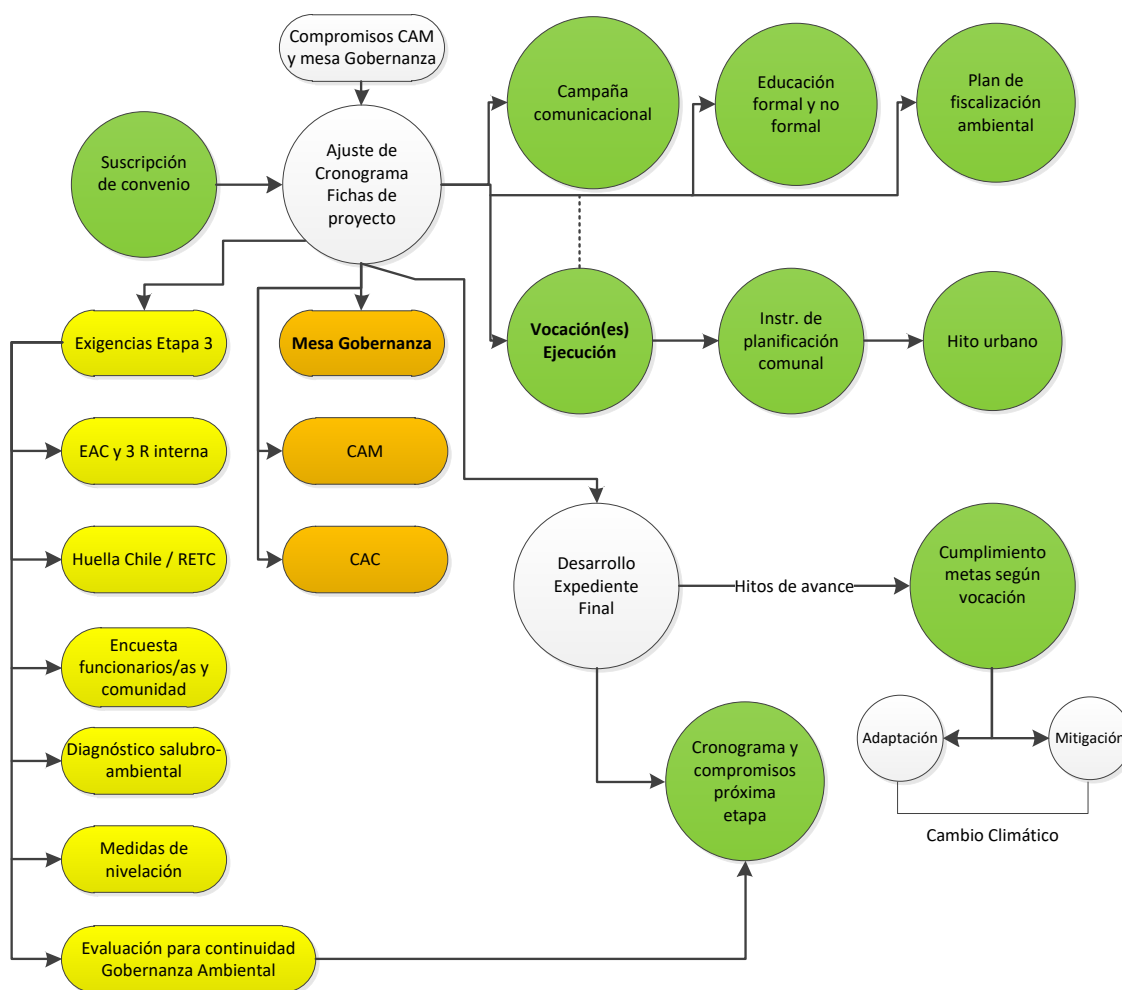 Compromisos CAM
y mesa Gobernanza
Campaña
comunicacional
Educación
formal y no
formal
Plan de
fiscalización
ambiental
Suscripción
de convenio
Ajuste de
Cronograma
Fichas de
proyecto
Exigencias Etapa 3
Mesa Gobernanza
Vocación(es)
Ejecución
Instr. de
planificación
comunal
Hito urbano
EAC y 3 R interna
CAM
Huella Chile / RETC
CAC
Desarrollo
Expediente
Final
Hitos de avance
Cumplimiento
metas según
vocación
Encuesta
funcionarios/as y
comunidad
Diagnóstico salubro-
ambiental
Adaptación
Mitigación
Cambio Climático
Cronograma y
compromisos
próxima
etapa
Medidas de
nivelación
Evaluación para continuidad
Gobernanza Ambiental